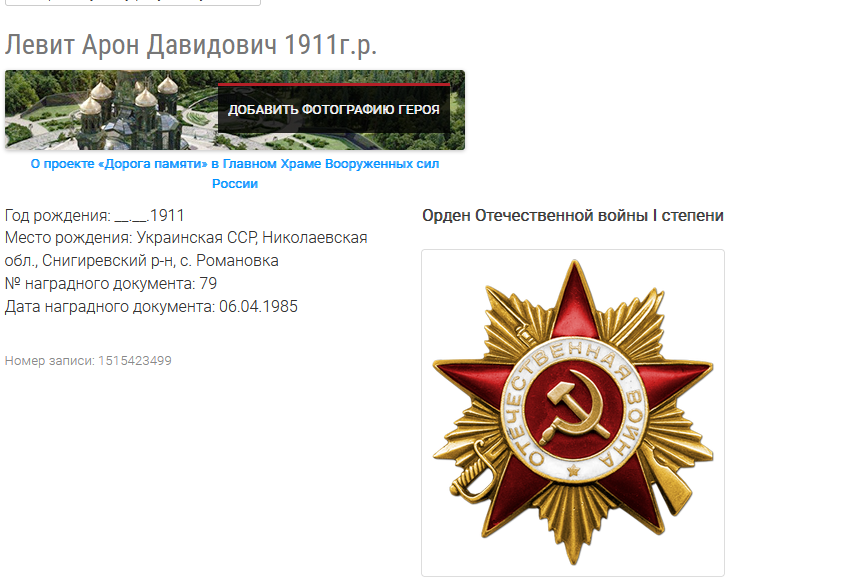 Левит Арон Давидович 1911г.р.
ДОБАВИТЬ ФОТОГРАФИЮ ГЕРОЯ
О проекте «Дорога памяти» в Главном Храме Вооруженных сил
России
Год рождения: __.__.1911
Место рождения: Украинская ССР, Николаевская
обл., Снигиревский р-н, с. Романовка
№ наградного документа: 79
Дата наградного документа: 06.04.1985
Номер записи: 1515423499
Орден Отечественной войны I степени
ОТЕЧЕСТВЕННАЯ ВОЙНА